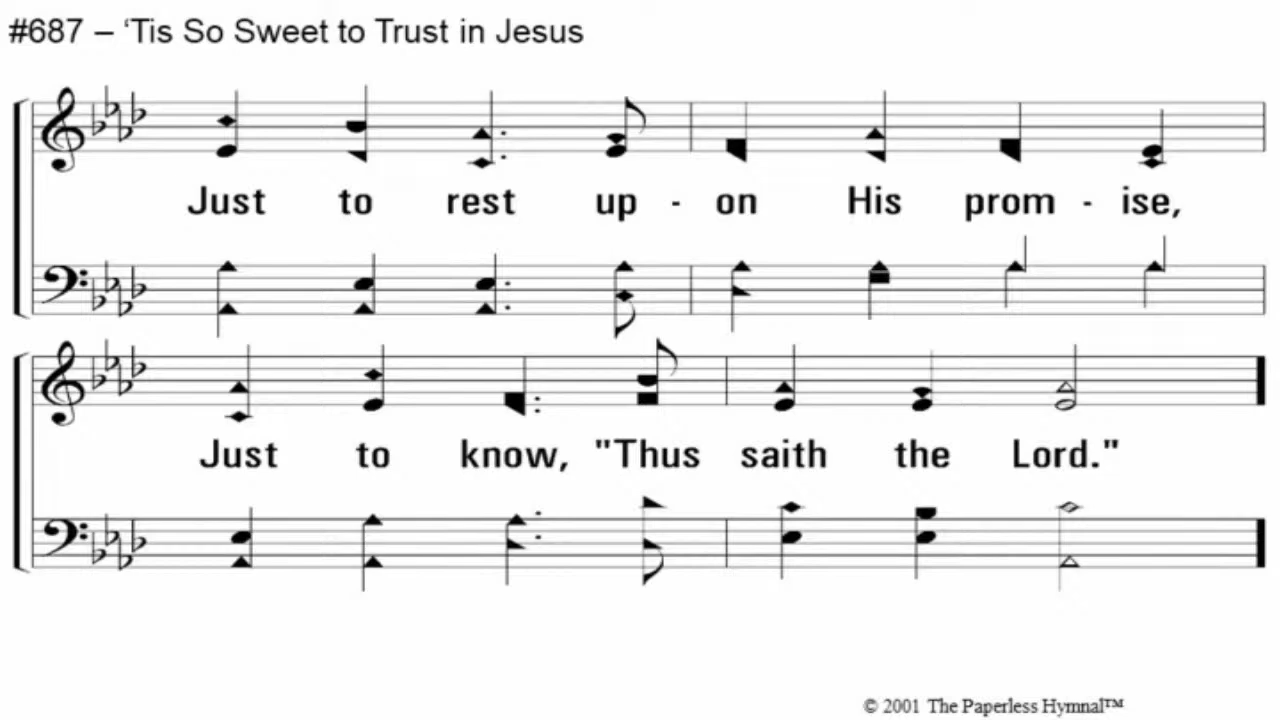 #687 – ‘Tis So Sweet to Trust in Jesus
Just to rest up - on His prom - ise,
Just to know, "Thus saith the Lord."
© 2001 The Paperless Hymnal™